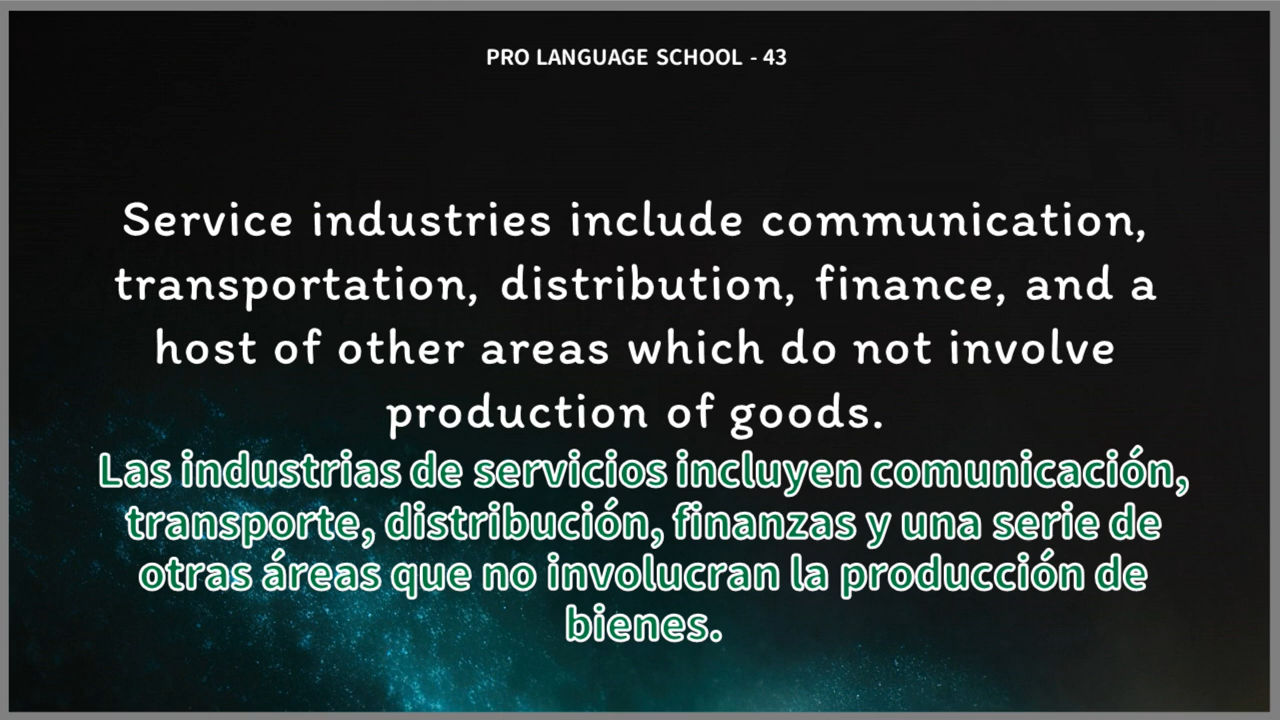 PRO LANGUAGE SCHOOL - 43
Service industries include communication,
transportation, distribution, finance, and a
host of other areas which do not involve
production of goods.
Las industrias de servicios incluyen comunicación,
transporte, distribución, finanzas y una serie de
otras áreas que no involucran la producción de
bienes.